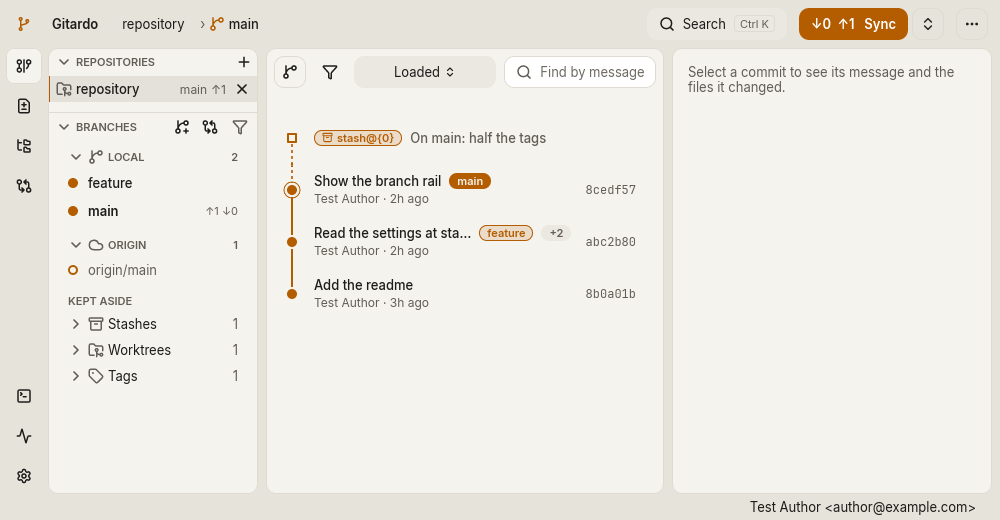 Gitardo
repository
main
Search
Ctrl K
↓0 ↑1 Sync
REPOSITORIES
repository
main ↑1
BRANCHES
LOCAL
2
feature
main
↑1 ↓0
ORIGIN
1
origin/main
KEPT ASIDE
Stashes
1
Worktrees
1
Tags
1
Loaded
Find by message
stash@{0}
On main: half the tags
Show the branch rail
main
Test Author · 2h ago
8cedf57
Read the settings at sta...
feature
+2
Test Author · 2h ago
abc2b80
Add the readme
Test Author · 3h ago
8b0a01b
Select a commit to see its message and the
files it changed.
Test Author <author@example.com>